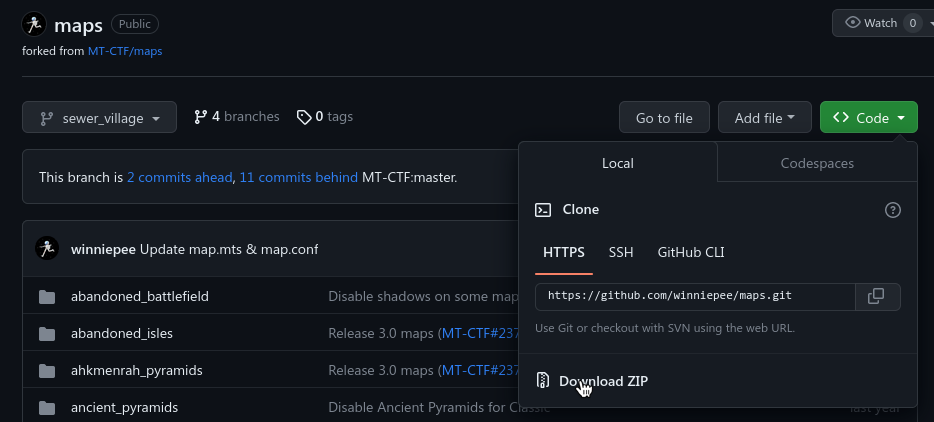 maps Public
Watch 0
forked from MT-CTF/maps
sewer_village 4 branches 0 tags Go to file Add file Code
Local Codespaces
This branch is 2 commits ahead, 11 commits behind MT-CTF:master.
Clone
winniepee Update map.mts & map.conf
HTTPS SSH GitHub CLI
abandoned_battlefield Disable shadows on some map
https://github.com/winniepee/maps.git
abandoned_isles Release 3.0 maps (MT-CTF#237
Use Git or checkout with SVN using the web URL.
ahkmenrah_pyramids Release 3.0 maps (MT-CTF#237
Download ZIP
ancient_pyramids Disable Ancient Pyramids for Classic last year